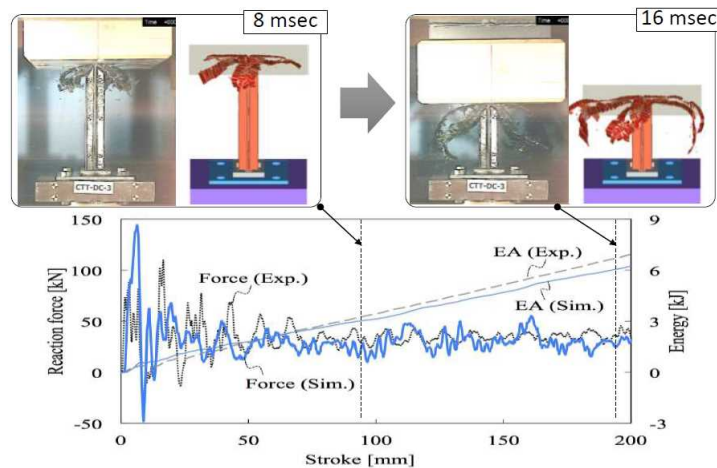 8 msec
16 msec
Time
CTT-DC-3
CTT-DC-3
150
100
50
0
-50
Reaction force [kN]
Force (Exp.)
Force (Sim.)
EA (Exp.)
EA (Sim.)
9
6
3
0
-3
Energy [kJ]
0
50
100
150
200
Stroke [mm]